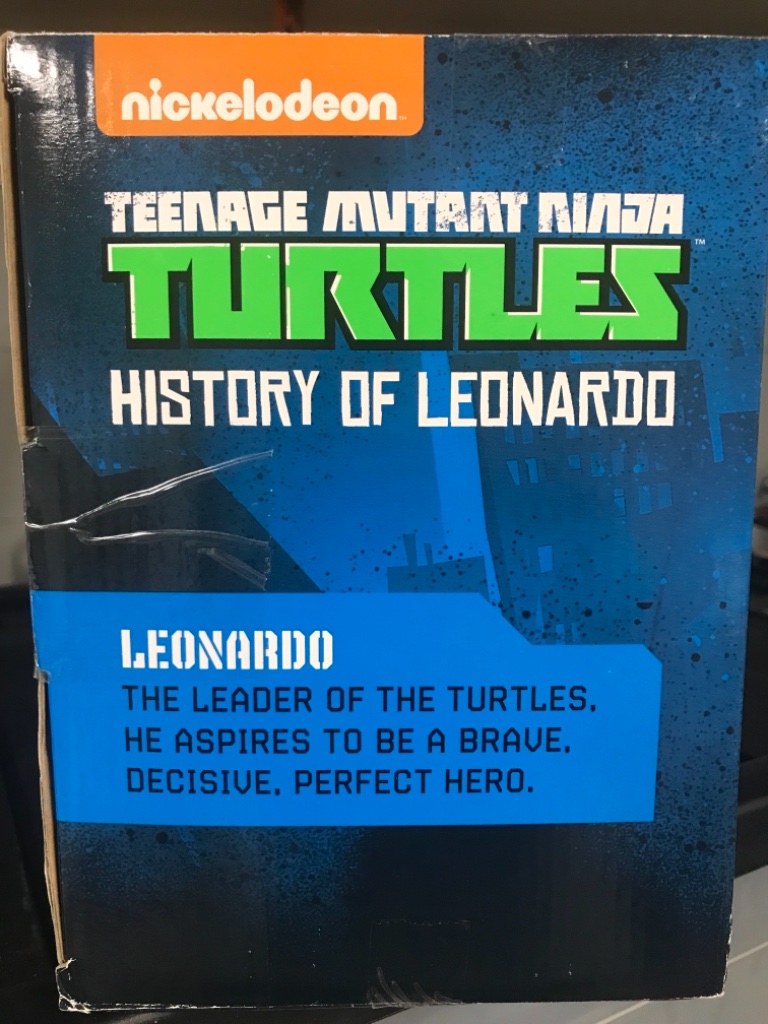 nickelodeon
TEENAGE MUTANT NINJA
TURTLES™
HISTORY OF LEONARDO
LEONARDO
THE LEADER OF THE TURTLES,
HE ASPIRES TO BE A BRAVE,
DECISIVE, PERFECT HERO.